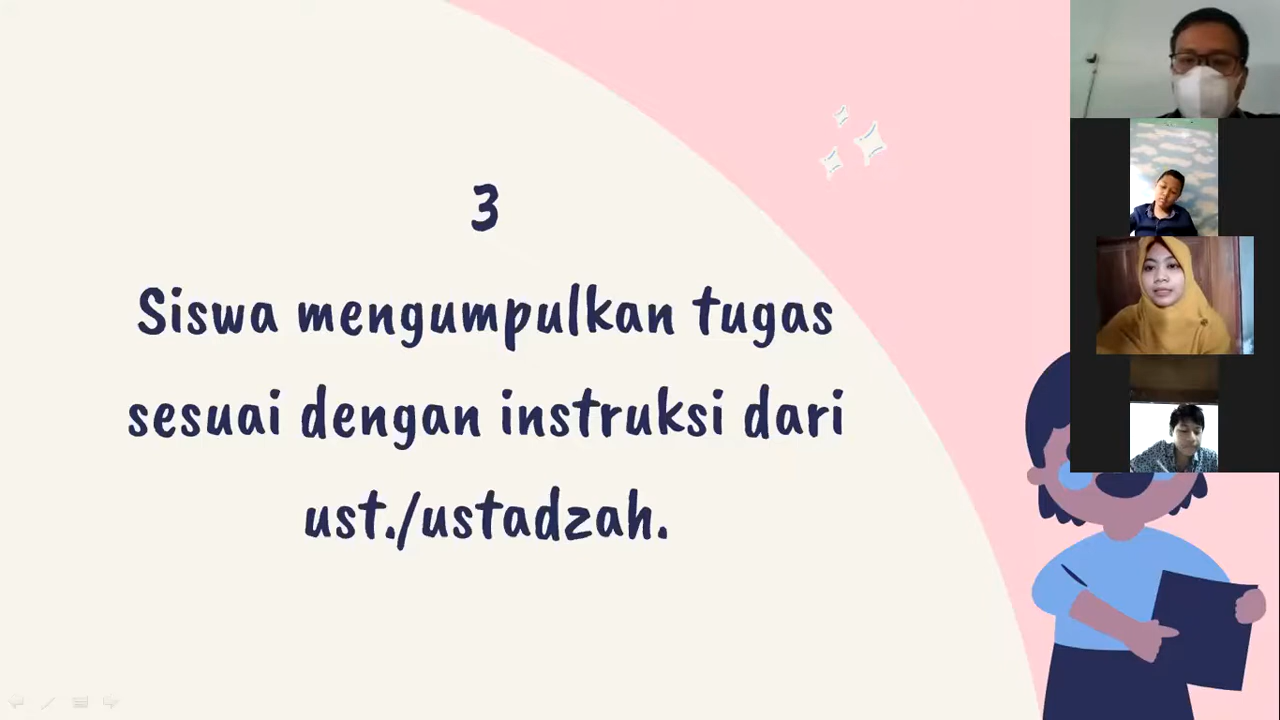 3
Siswa mengumpulkan tugas
sesuai dengan instruksi dari
ust./ustadzah.